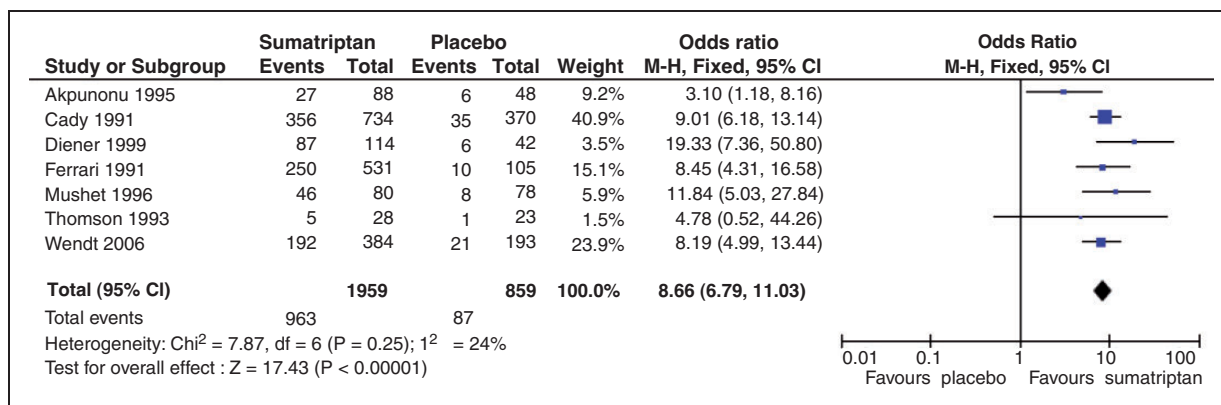 Sumatriptan Placebo Odds ratio Odds Ratio
Study or Subgroup Events Total Events Total Weight M-H, Fixed, 95% CI M-H, Fixed, 95% CI
Akpunonu 1995 27 88 6 48 9.2% 3.10 (1.18, 8.16)
Cady 1991 356 734 35 370 40.9% 9.01 (6.18, 13.14)
Diener 1999 87 114 6 42 3.5% 19.33 (7.36, 50.80)
Ferrari 1991 250 531 10 105 15.1% 8.45 (4.31, 16.58)
Mushet 1996 46 80 8 78 5.9% 11.84 (5.03, 27.84)
Thomson 1993 5 28 1 23 1.5% 4.78 (0.52, 44.26)
Wendt 2006 192 384 21 193 23.9% 8.19 (4.99, 13.44)
Total (95% CI) 1959 859 100.0% 8.66 (6.79, 11.03)
Total events 963 87
Heterogeneity: Chi² = 7.87, df = 6 (P = 0.25); 1² = 24%
Test for overall effect : Z = 17.43 (P < 0.00001)
0.01 0.1 1 10 100
Favours placebo Favours sumatriptan